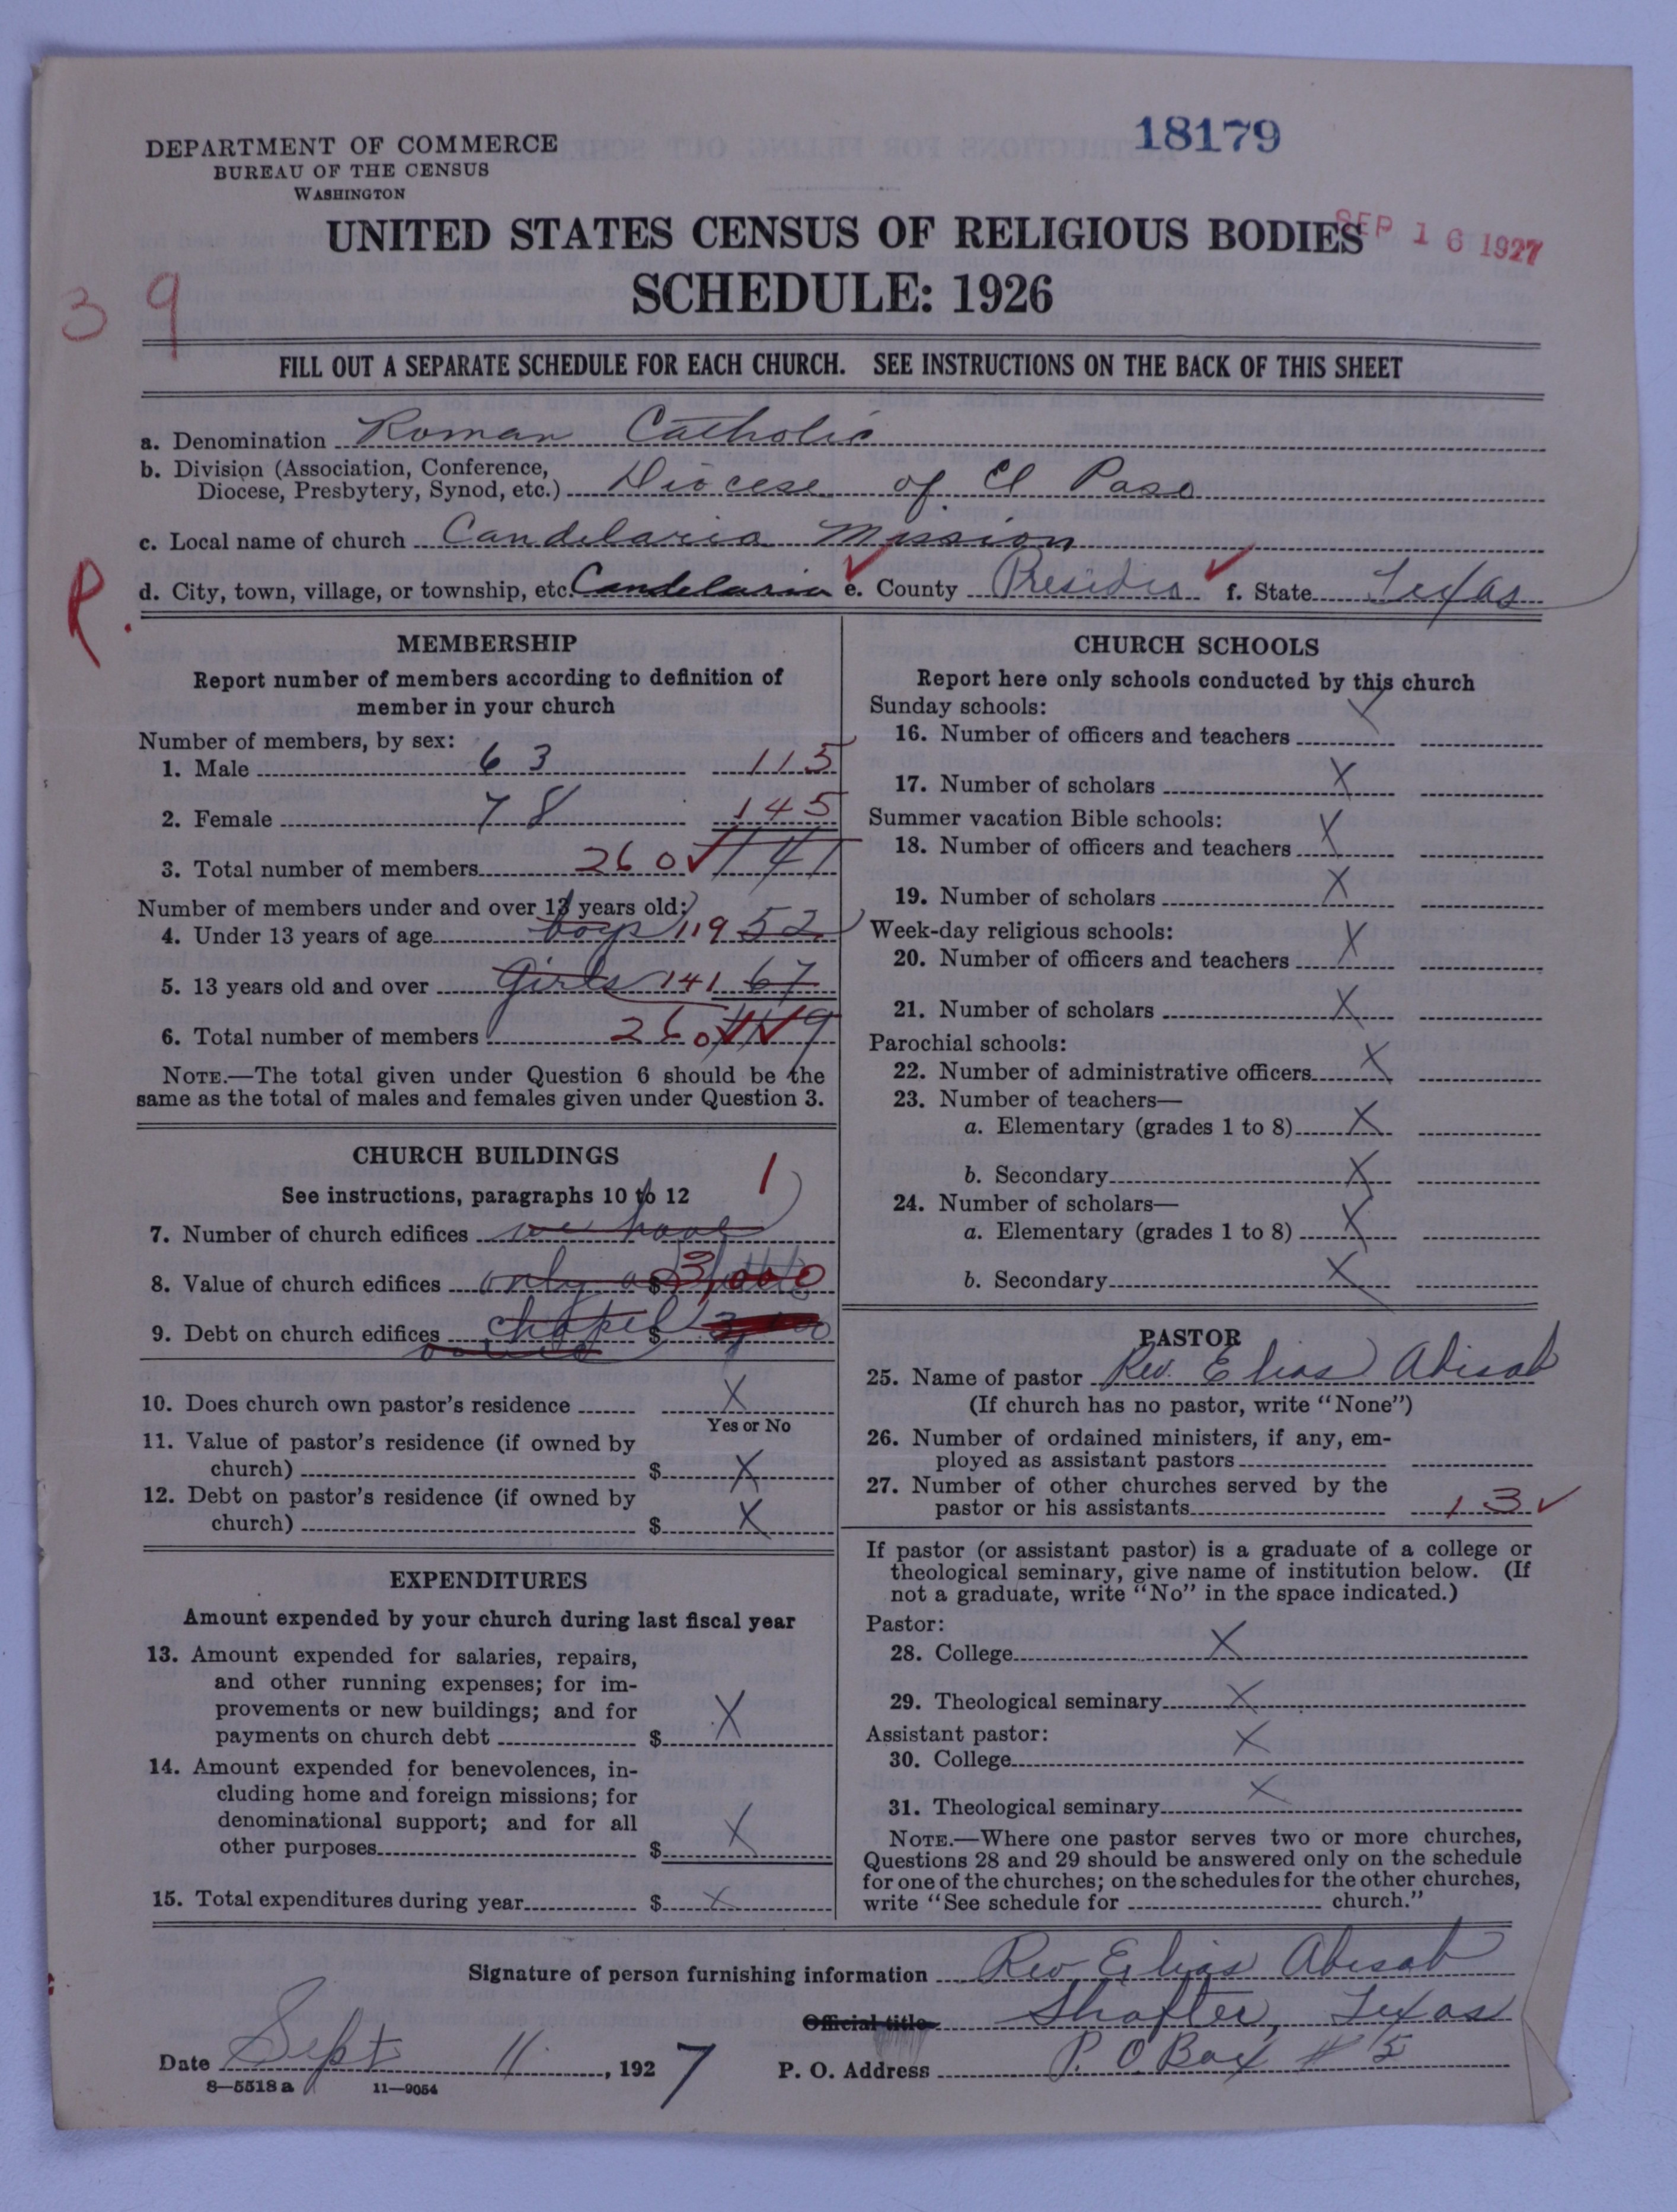 18179
DEPARTMENT OF COMMERCE
BUREAU OF THE CENSUS
WASHINGTON
UNITED STATES CENSUS OF RELIGIOUS BODIES
SEP 16 1927
SCHEDULE: 1926
39
FILL OUT A SEPARATE SCHEDULE FOR EACH CHURCH. SEE INSTRUCTIONS ON THE BACK OF THIS SHEET
a. Denomination Roman Catholic
b. Division (Association, Conference,
Diocese, Presbytery, Synod, etc.) Diocese of El Paso
c. Local name of church Candelaria Mission
R.
d. City, town, village, or township, etc. Candelaria e. County Presidio f. State Texas
MEMBERSHIP
Report number of members according to definition of
member in your church
Number of members, by sex:
1. Male 63 115
2. Female 78 145
3. Total number of members 260 141
Number of members under and over 13 years old:
4. Under 13 years of age boys 119 52
5. 13 years old and over girls 141 67
6. Total number of members 260 119
NOTE.—The total given under Question 6 should be the
same as the total of males and females given under Question 3.
CHURCH BUILDINGS
See instructions, paragraphs 10 to 12
1
7. Number of church edifices we have
8. Value of church edifices only a $ little 3,000
9. Debt on church edifices chapel $
10. Does church own pastor's residence X
Yes or No
11. Value of pastor's residence (if owned by
church) $ X
12. Debt on pastor's residence (if owned by
church) $ X
EXPENDITURES
Amount expended by your church during last fiscal year
13. Amount expended for salaries, repairs,
and other running expenses; for im-
provements or new buildings; and for
payments on church debt $ X
14. Amount expended for benevolences, in-
cluding home and foreign missions; for
denominational support; and for all
other purposes $ X
15. Total expenditures during year $ X
CHURCH SCHOOLS
Report here only schools conducted by this church
Sunday schools:
16. Number of officers and teachers X
17. Number of scholars X
Summer vacation Bible schools:
18. Number of officers and teachers X
19. Number of scholars X
Week-day religious schools:
20. Number of officers and teachers X
21. Number of scholars X
Parochial schools:
22. Number of administrative officers X
23. Number of teachers—
a. Elementary (grades 1 to 8) X
b. Secondary X
24. Number of scholars—
a. Elementary (grades 1 to 8) X
b. Secondary X
PASTOR
25. Name of pastor Rev. Elias Abisab
(If church has no pastor, write "None")
26. Number of ordained ministers, if any, em-
ployed as assistant pastors
27. Number of other churches served by the
pastor or his assistants 13
If pastor (or assistant pastor) is a graduate of a college or
theological seminary, give name of institution below. (If
not a graduate, write "No" in the space indicated.)
Pastor:
28. College X
29. Theological seminary X
Assistant pastor:
30. College X
31. Theological seminary X
NOTE.—Where one pastor serves two or more churches,
Questions 28 and 29 should be answered only on the schedule
for one of the churches; on the schedules for the other churches,
write "See schedule for church."
Signature of person furnishing information Rev Elias Abisab
Official title Shafter, Texas
Date Sept 11, 1927 P. O. Address P.O. Box # 5
8—5518 a 11—9054